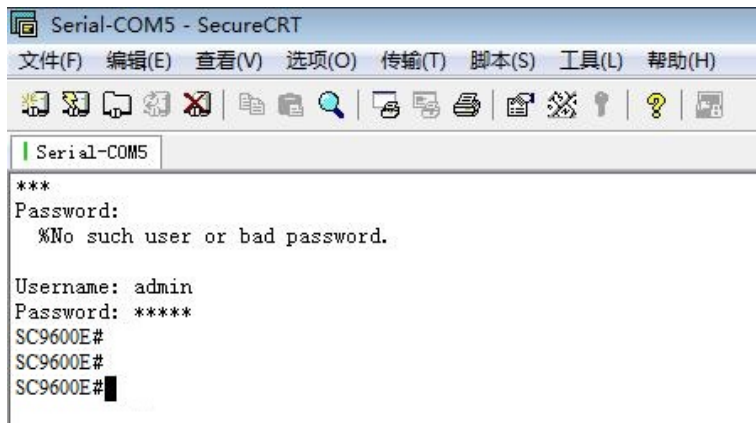 Serial-COM5 - SecureCRT
文件(F) 编辑(E) 查看(V) 选项(O) 传输(T) 脚本(S) 工具(L) 帮助(H)
Serial-COM5
***
Password:
%No such user or bad password.
Username: admin
Password: *****
SC9600E#
SC9600E#
SC9600E#